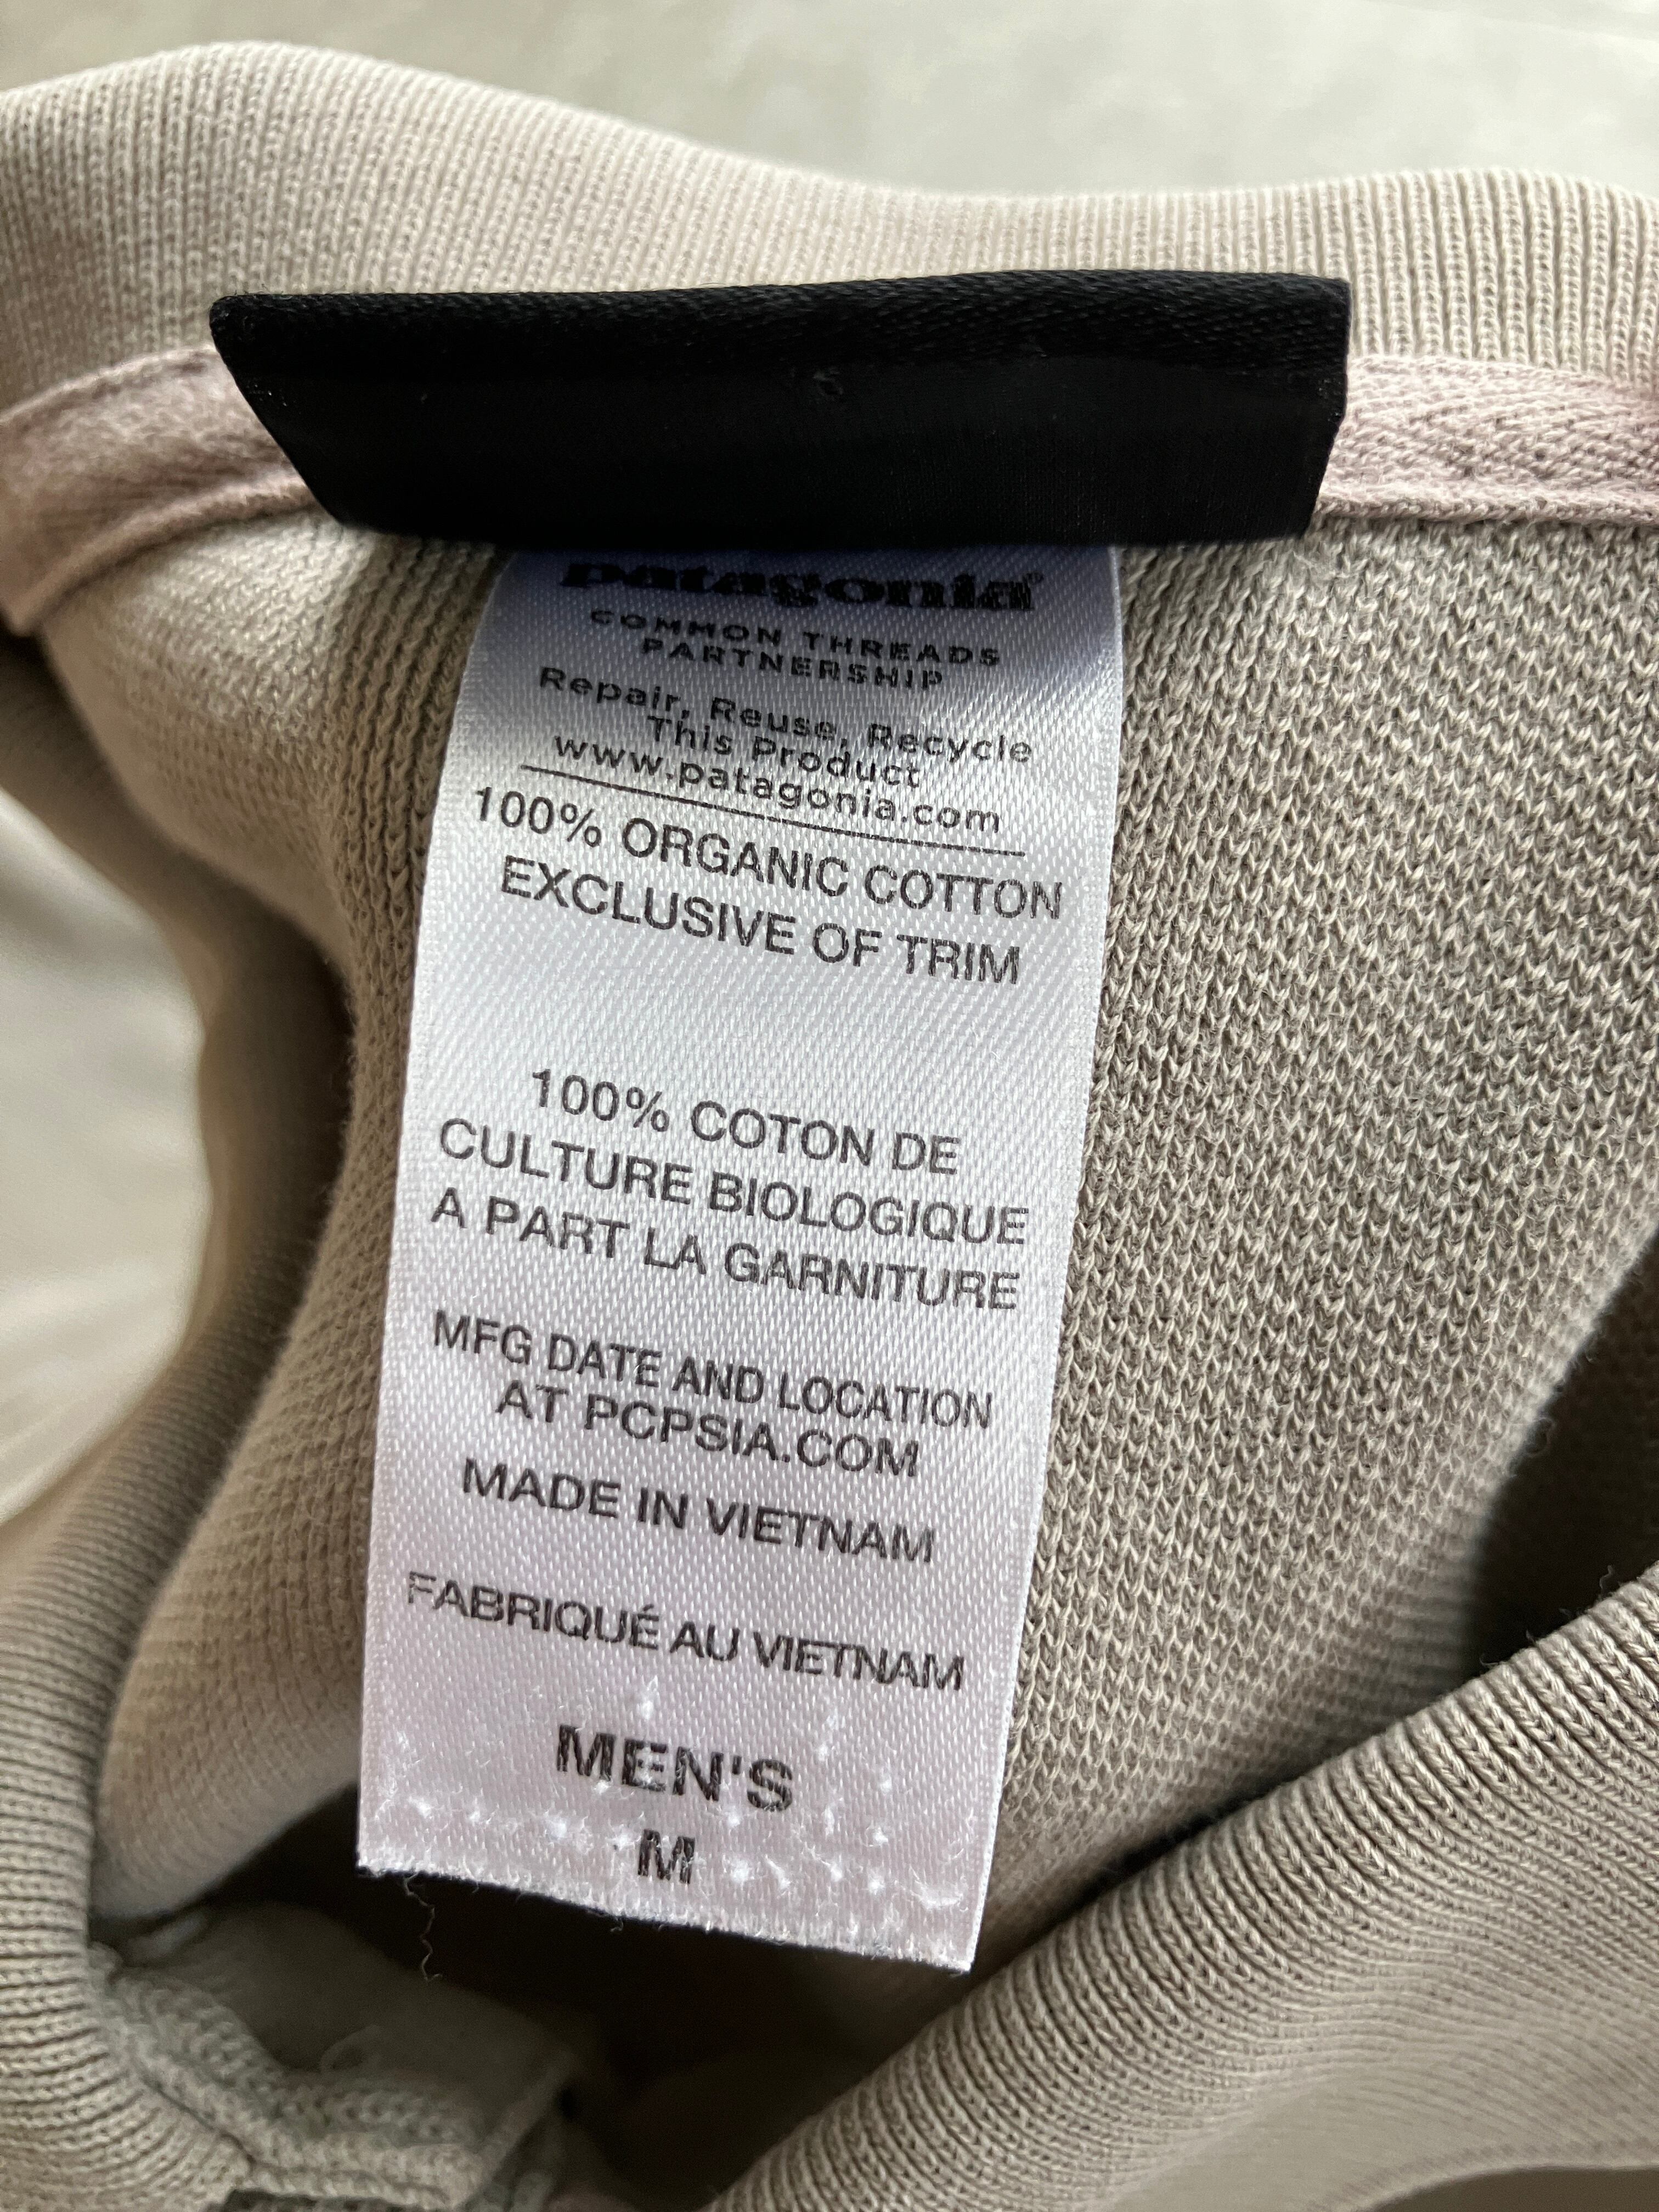 patagonia®
COMMON THREADS
PARTNERSHIP
Repair, Reuse, Recycle
This Product
www.patagonia.com
100% ORGANIC COTTON
EXCLUSIVE OF TRIM
100% COTON DE
CULTURE BIOLOGIQUE
A PART LA GARNITURE
MFG DATE AND LOCATION
AT PCPSIA.COM
MADE IN VIETNAM
FABRIQUÉ AU VIETNAM
MEN'S
M